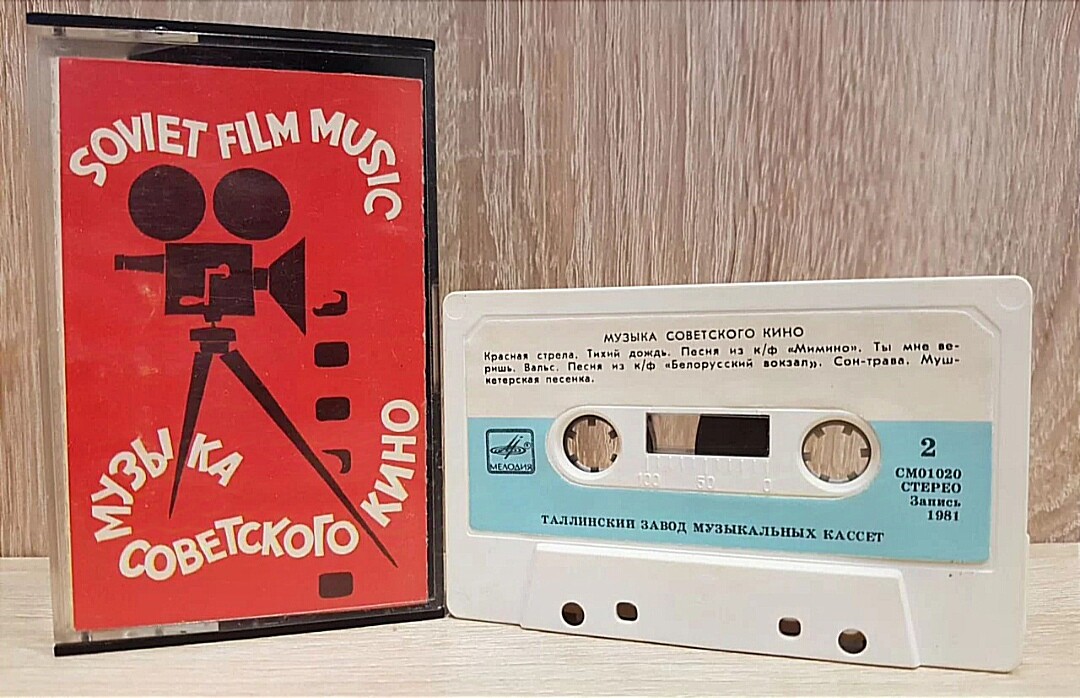 SOVIET FILM MUSIC
МУЗЫКА
СОВЕТСКОГО
КИНО
МУЗЫКА СОВЕТСКОГО КИНО
Красная стрела. Тихий дождь. Песня из к/ф «Мимино». Ты мне ве-
ришь. Вальс. Песня из к/ф «Белорусский вокзал». Сон-трава. Муш-
кетерская песенка.
МЕЛОДИЯ
100 50 0
2
СМ01020
СТЕРЕО
Запись
1981
ТАЛЛИНСКИЙ ЗАВОД МУЗЫКАЛЬНЫХ КАССЕТ